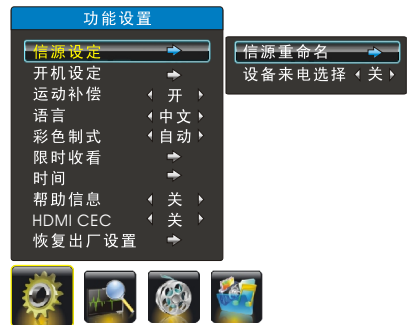 功能设置
信源设定
开机设定
运动补偿 开
语言 中文
彩色制式 自动
限时收看
时间
帮助信息 关
HDMI CEC 关
恢复出厂设置
信源重命名
设备来电选择 关